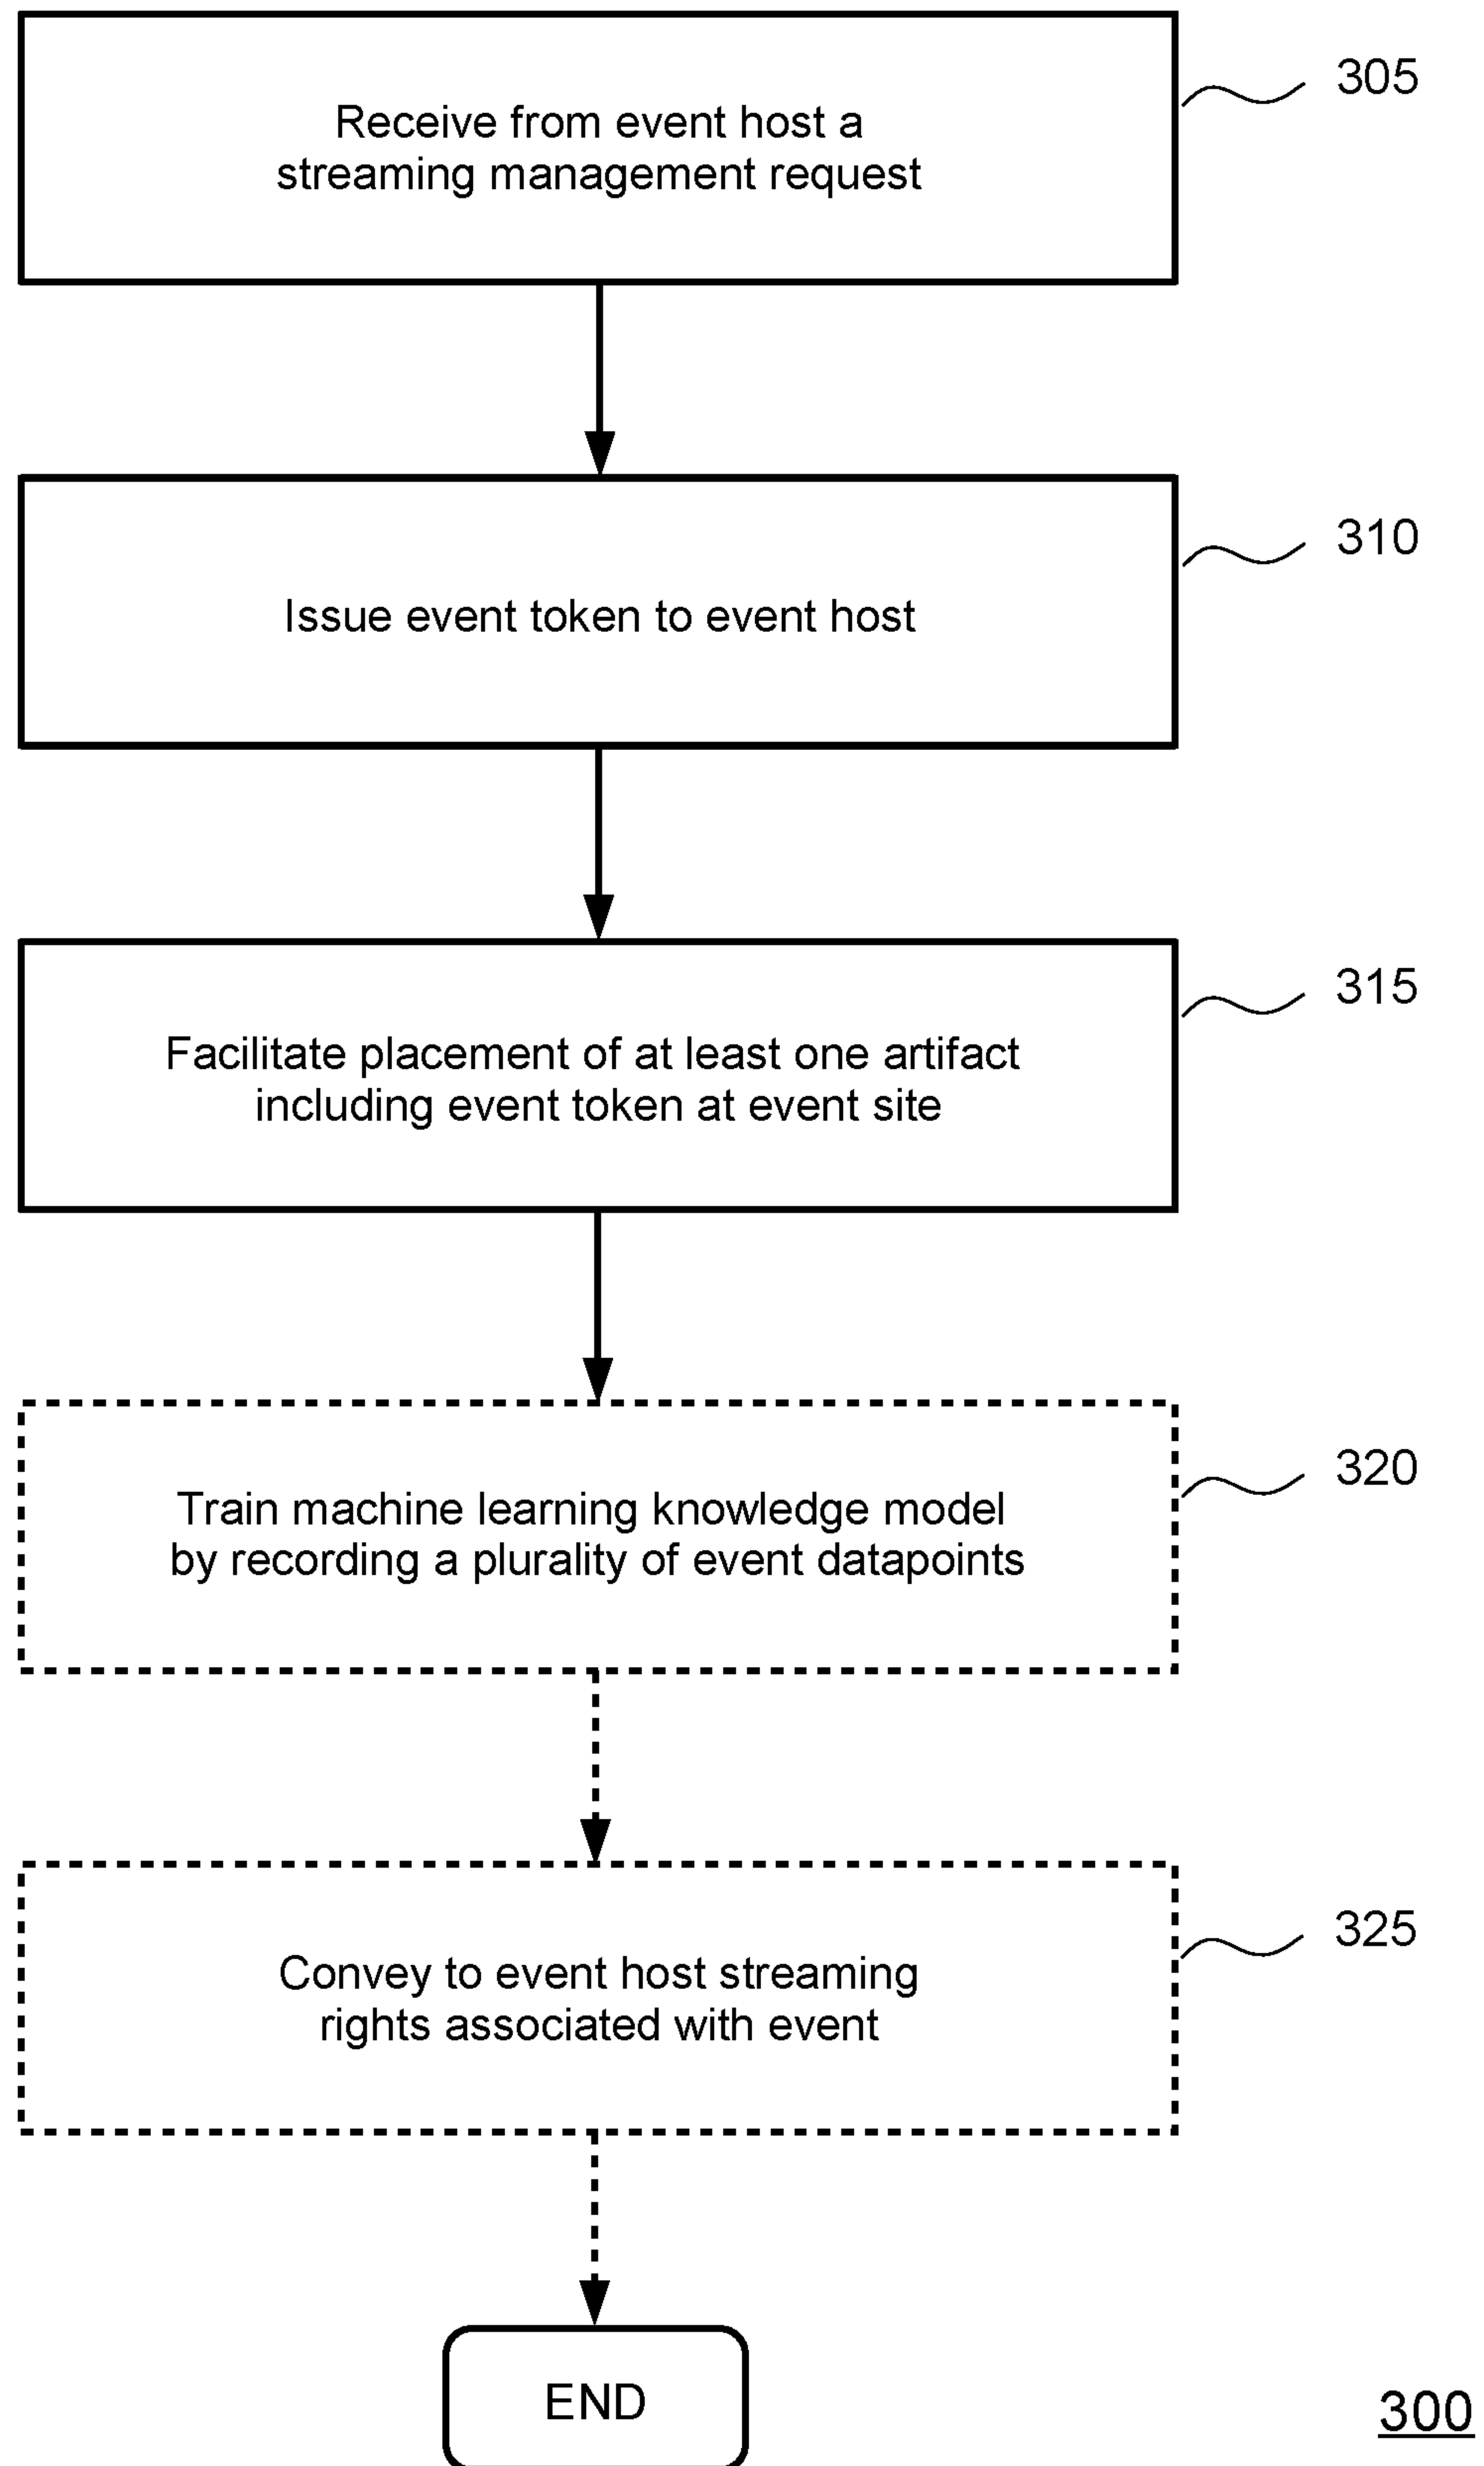 305
Receive from event host a
streaming management request
310
Issue event token to event host
315
Facilitate placement of at least one artifact
including event token at event site
320
Train machine learning knowledge model
by recording a plurality of event datapoints
325
Convey to event host streaming
rights associated with event
END
300